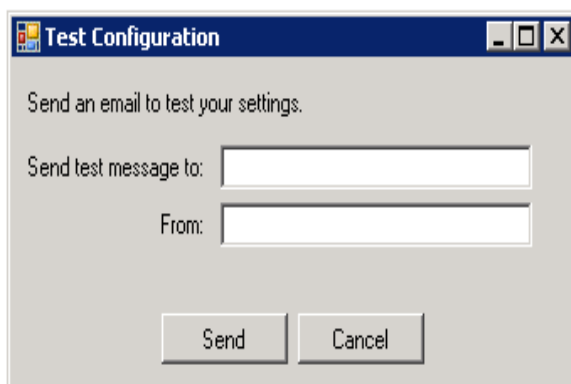 Test Configuration
Send an email to test your settings.
Send test message to:
From:
Send Cancel